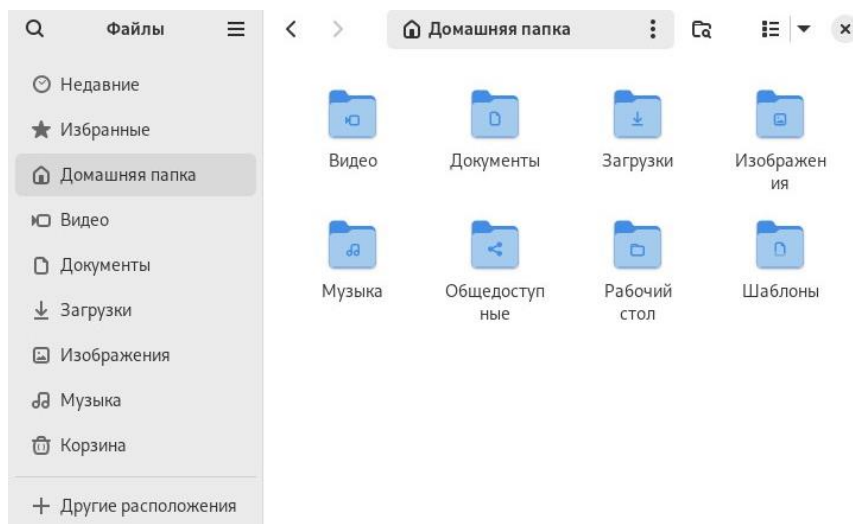 Файлы
Домашняя папка
Недавние
Избранные
Домашняя папка
Видео
Документы
Загрузки
Изображения
Музыка
Корзина
Другие расположения
Видео
Документы
Загрузки
Изображен
ия
Музыка
Общедоступ
ные
Рабочий
стол
Шаблоны